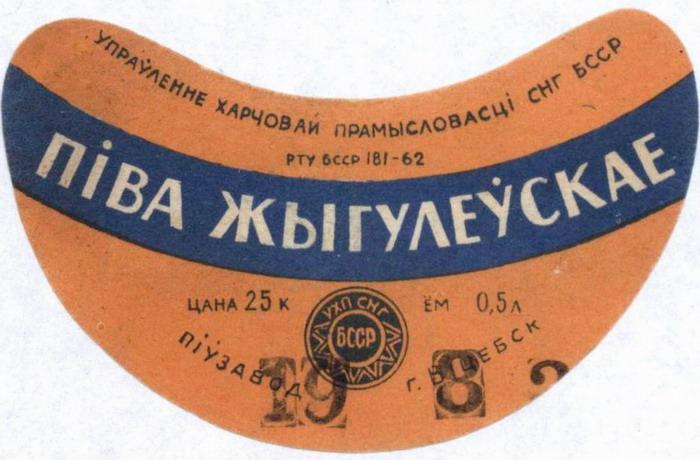 УПРАЎЛЕННЕ ХАРЧОВАЙ ПРАМЫСЛОВАСЦІ СНГ БССР
РТУ БССР 181-62
ПІВА ЖЫГУЛЕЎСКАЕ
ЦАНА 25 К
УХП СНГ
БССР
ЁМ 0,5 Л
ПІЎЗАВОД
Г. ВІЦЕБСК
19 8